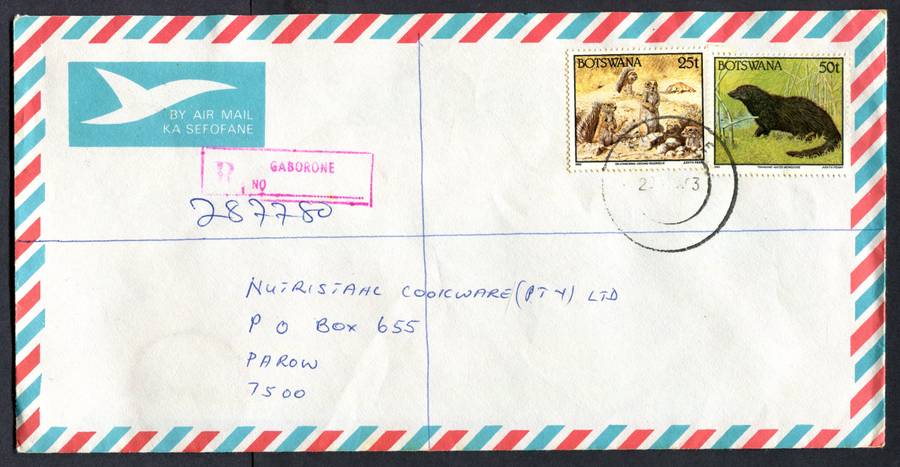 BY AIR MAIL
KA SEFOFANE
R GABORONE
NO
287780
BOTSWANA 25t
BOTSWANA 50t
NUTRISTAHL COOKWARE (PTY) LTD
P O BOX 655
PAROW
7500